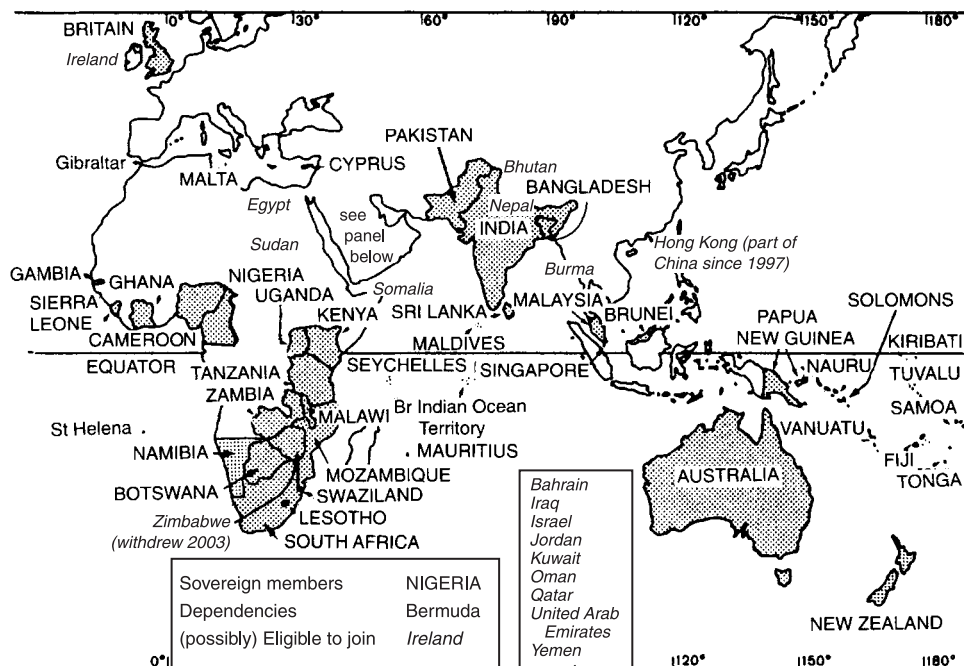 10° 130° 160° 190° 1120° 1150° 1180°
BRITAIN
Ireland
PAKISTAN
Gibraltar
CYPRUS
MALTA
Bhutan
BANGLADESH
Nepal
INDIA
Egypt
see
panel
below
Sudan
Hong Kong (part of
China since 1997)
GAMBIA
GHANA
NIGERIA
Burma
SIERRA
LEONE
UGANDA
Somalia
MALAYSIA
SOLOMONS
KENYA
SRI LANKA
BRUNEI
CAMEROON
PAPUA
NEW GUINEA
KIRIBATI
MALDIVES
EQUATOR
SEYCHELLES
SINGAPORE
NAURU
TANZANIA
TUVALU
ZAMBIA
MALAWI
Br Indian Ocean
Territory
SAMOA
St Helena
VANUATU
NAMIBIA
MAURITIUS
FIJI
MOZAMBIQUE
AUSTRALIA
TONGA
BOTSWANA
SWAZILAND
LESOTHO
Zimbabwe
(withdrew 2003)
SOUTH AFRICA
Bahrain
Iraq
Israel
Jordan
Kuwait
Oman
Qatar
United Arab
Emirates
Yemen
Sovereign members NIGERIA
Dependencies Bermuda
(possibly) Eligible to join Ireland
NEW ZEALAND
0° 1120° 1150° 1180°